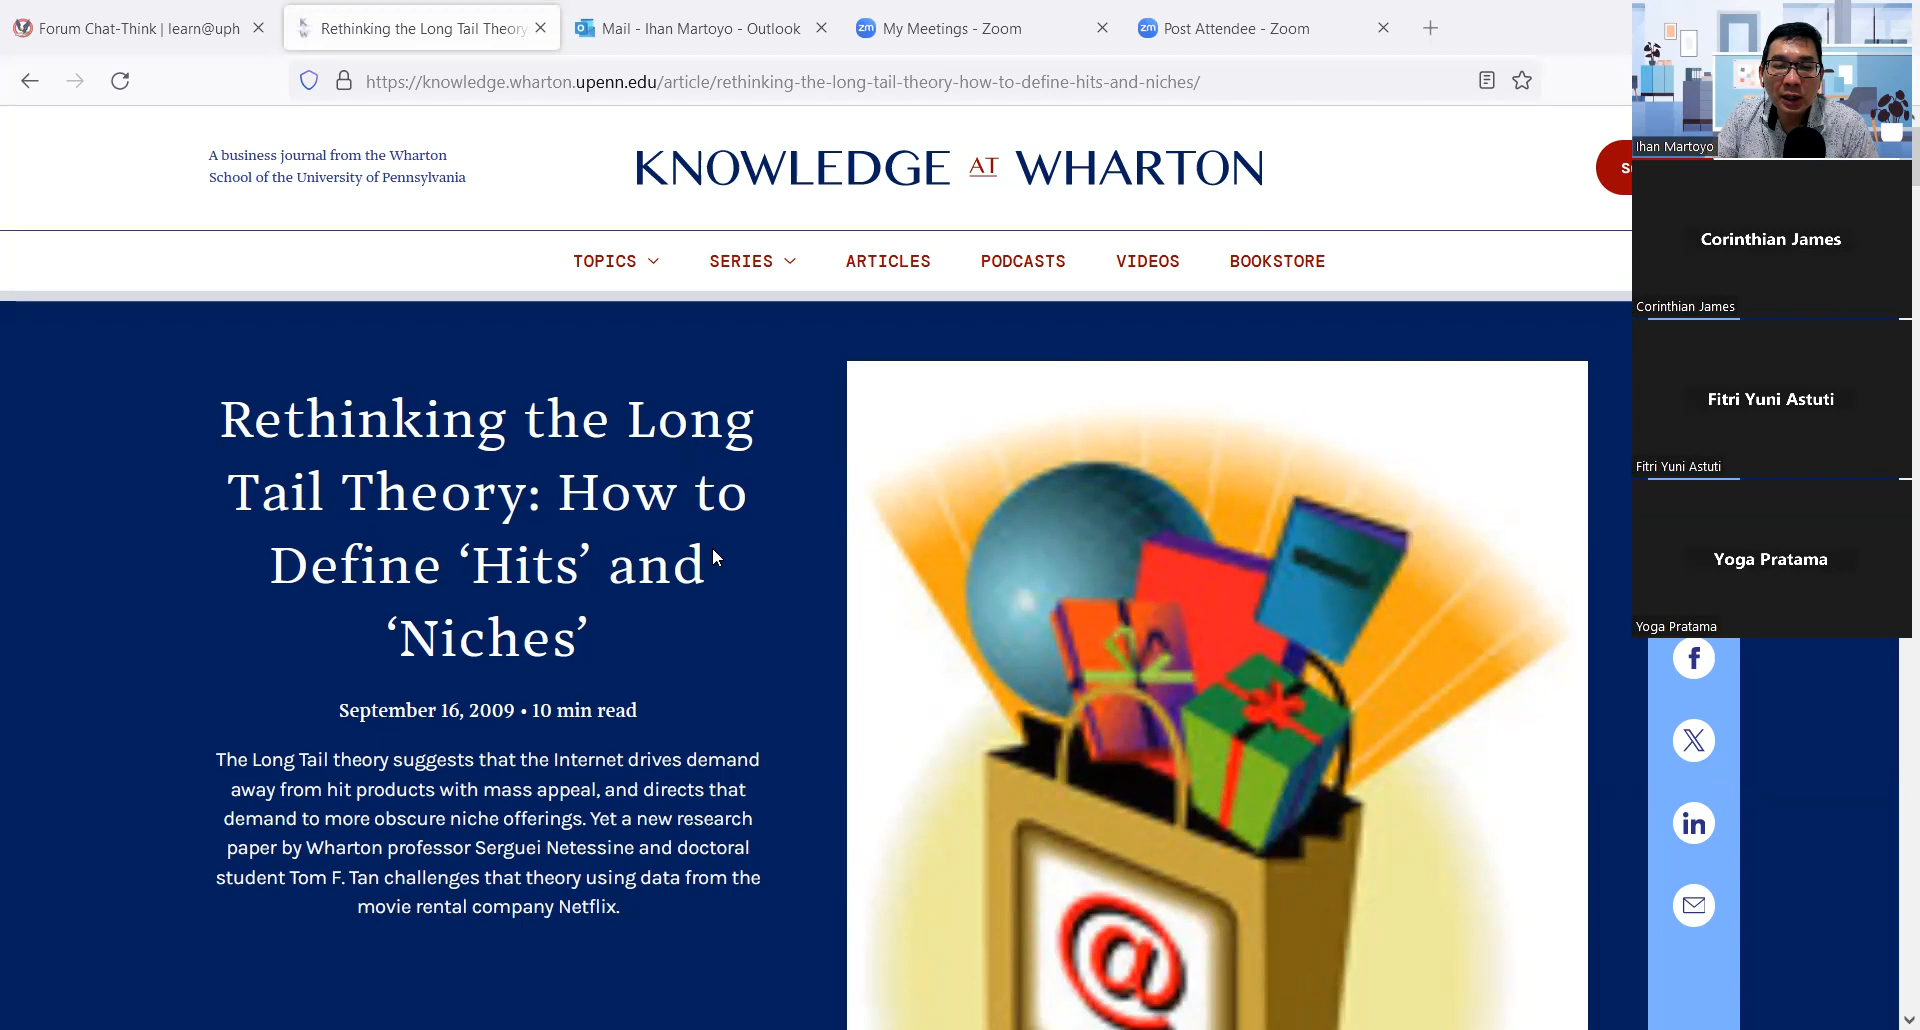 Forum Chat-Think | learn@uph
Rethinking the Long Tail Theory
Mail - Ihan Martoyo - Outlook
zm My Meetings - Zoom
zm Post Attendee - Zoom
https://knowledge.wharton.upenn.edu/article/rethinking-the-long-tail-theory-how-to-define-hits-and-niches/
A business journal from the Wharton
School of the University of Pennsylvania
KNOWLEDGE AT WHARTON
TOPICS
SERIES
ARTICLES
PODCASTS
VIDEOS
BOOKSTORE
Rethinking the Long
Tail Theory: How to
Define ‘Hits’ and
‘Niches’
September 16, 2009 • 10 min read
The Long Tail theory suggests that the Internet drives demand
away from hit products with mass appeal, and directs that
demand to more obscure niche offerings. Yet a new research
paper by Wharton professor Serguei Netessine and doctoral
student Tom F. Tan challenges that theory using data from the
movie rental company Netflix.
@
Ihan Martoyo
Corinthian James
Corinthian James
Fitri Yuni Astuti
Fitri Yuni Astuti
Yoga Pratama
Yoga Pratama